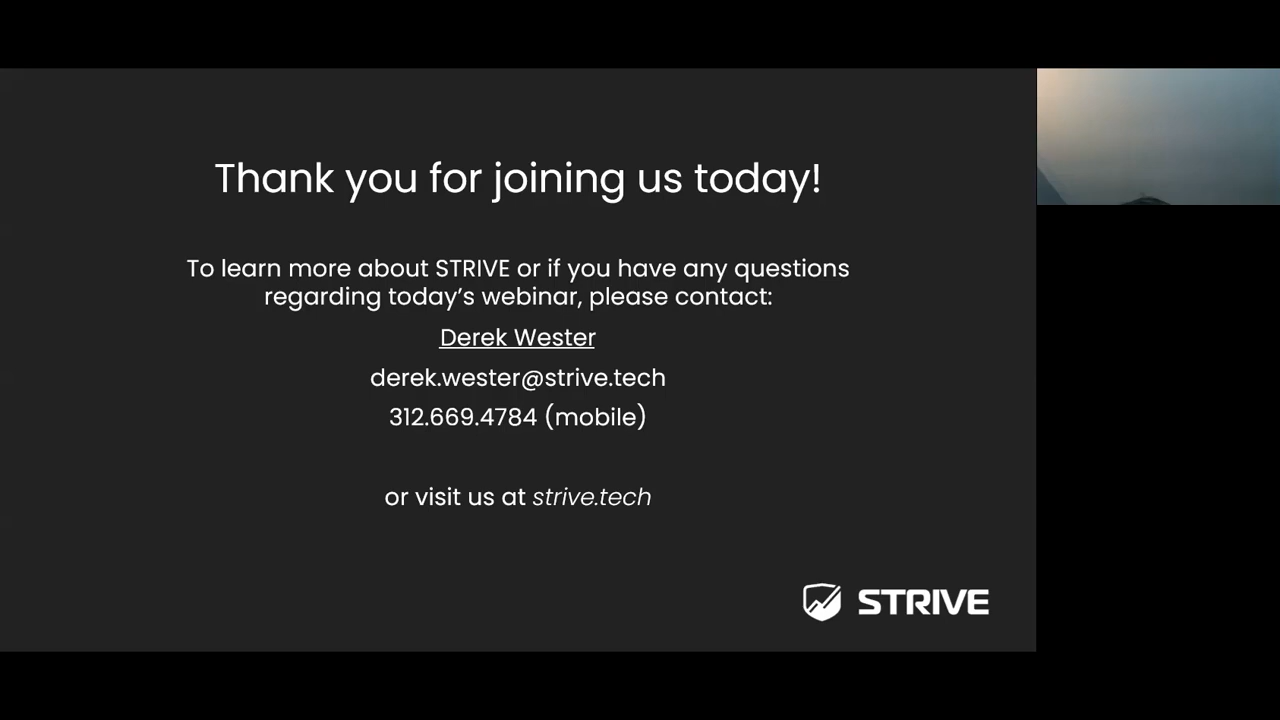 Thank you for joining us today!
To learn more about STRIVE or if you have any questions
regarding today's webinar, please contact:
Derek Wester
derek.wester@strive.tech
312.669.4784 (mobile)
or visit us at strive.tech
STRIVE